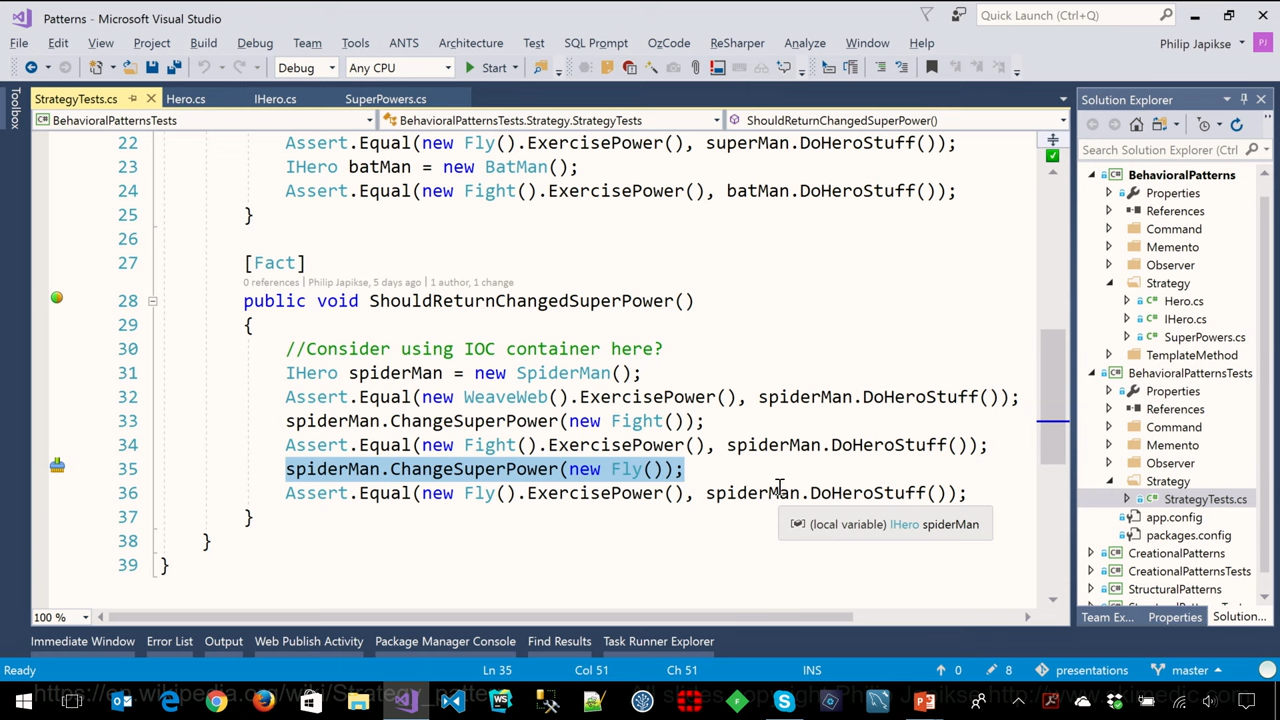 Patterns - Microsoft Visual Studio
Quick Launch (Ctrl+Q)
File Edit View Project Build Debug Team Tools ANTS Architecture Test SQL Prompt OzCode ReSharper Analyze Window Help
Philip Japikse PJ
Debug Any CPU Start
Toolbox
StrategyTests.cs Hero.cs IHero.cs SuperPowers.cs
BehavioralPatternsTests BehavioralPatternsTests.Strategy.StrategyTests ShouldReturnChangedSuperPower()
22 Assert.Equal(new Fly().ExercisePower(), superMan.DoHeroStuff());
23 IHero batMan = new BatMan();
24 Assert.Equal(new Fight().ExercisePower(), batMan.DoHeroStuff());
25 }
26
27 [Fact]
0 references | Philip Japikse, 5 days ago | 1 author, 1 change
28 public void ShouldReturnChangedSuperPower()
29 {
30 //Consider using IOC container here?
31 IHero spiderMan = new SpiderMan();
32 Assert.Equal(new WeaveWeb().ExercisePower(), spiderMan.DoHeroStuff());
33 spiderMan.ChangeSuperPower(new Fight());
34 Assert.Equal(new Fight().ExercisePower(), spiderMan.DoHeroStuff());
35 spiderMan.ChangeSuperPower(new Fly());
36 Assert.Equal(new Fly().ExercisePower(), spiderMan.DoHeroStuff());
37 }
(local variable) IHero spiderMan
38 }
39 }
100 %
Solution Explorer
Search Solution Explorer (Ctrl
BehavioralPatterns
Properties
References
Command
Memento
Observer
Strategy
C# Hero.cs
C# IHero.cs
C# SuperPowers.cs
TemplateMethod
BehavioralPatternsTests
Properties
References
Command
Memento
Observer
Strategy
C# StrategyTests.cs
app.config
packages.config
CreationalPatterns
CreationalPatternsTests
StructuralPatterns
Team Ex... Properties Solution...
Immediate Window Error List Output Web Publish Activity Package Manager Console Find Results Task Runner Explorer
Ready Ln 35 Col 51 Ch 51 INS 0 8 presentations master
https://en.wikipedia.org/wiki/Strategy_patte